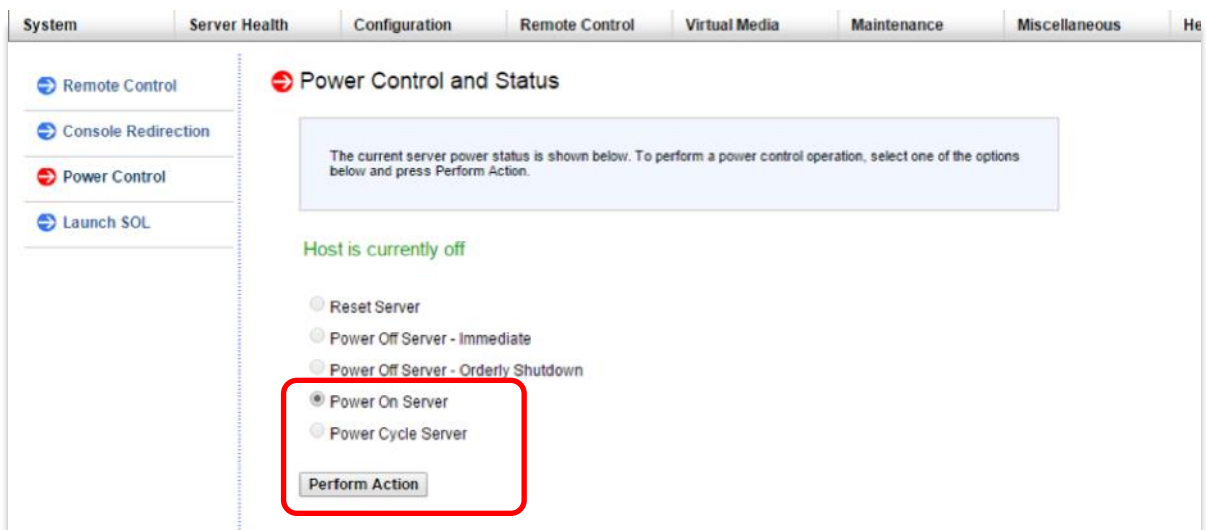 System Server Health Configuration Remote Control Virtual Media Maintenance Miscellaneous He
Remote Control
Console Redirection
Power Control
Launch SOL
Power Control and Status
The current server power status is shown below. To perform a power control operation, select one of the options
below and press Perform Action.
Host is currently off
Reset Server
Power Off Server - Immediate
Power Off Server - Orderly Shutdown
Power On Server
Power Cycle Server
Perform Action